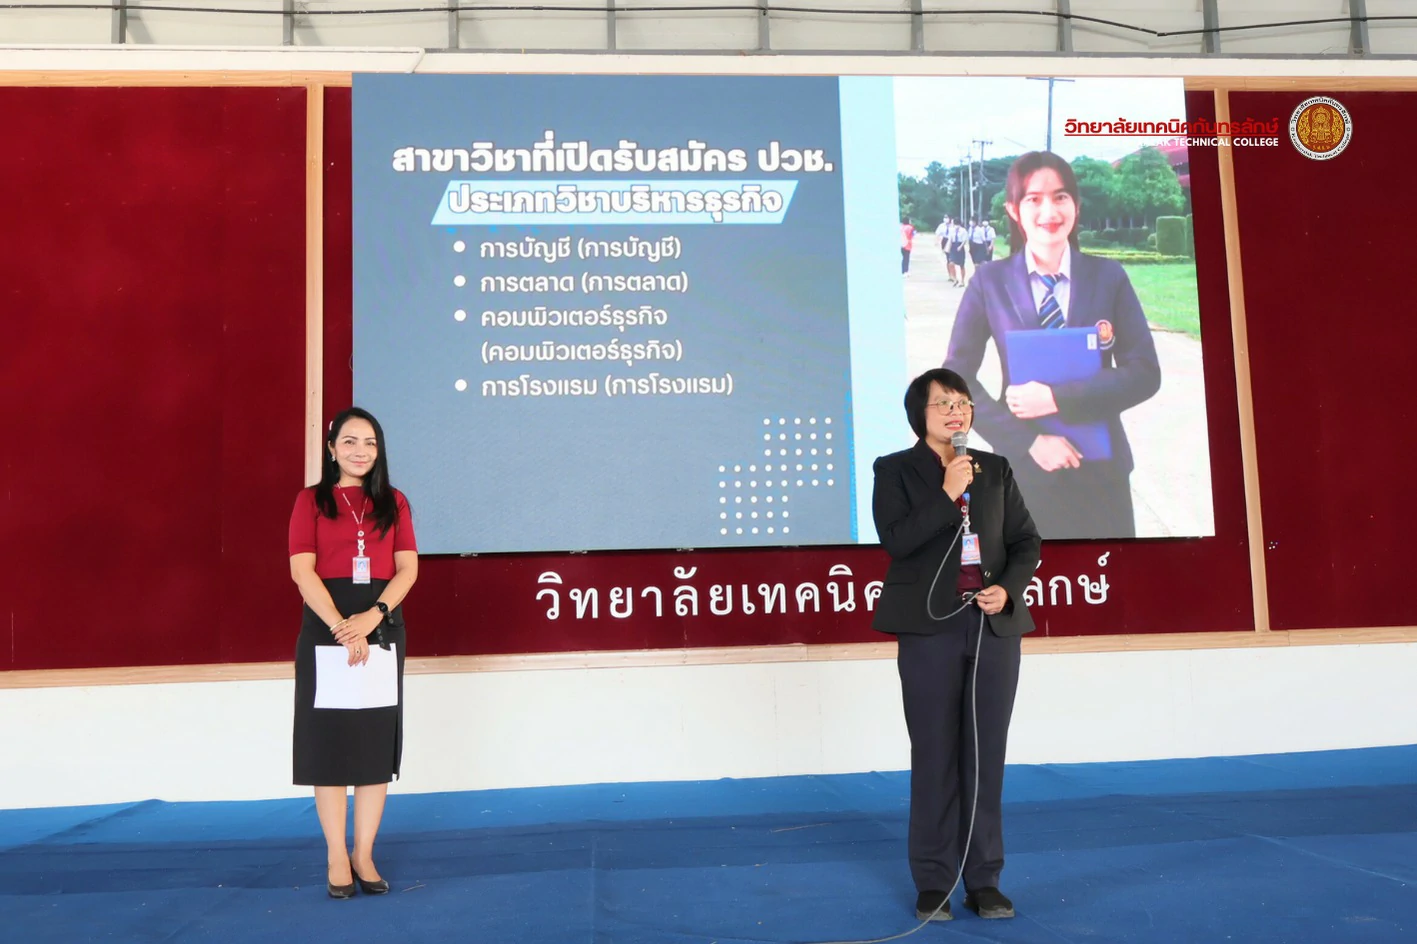 วิทยาลัยเทคนิคกันทรลักษ์
TECHNICAL COLLEGE
สาขาวิชาที่เปิดรับสมัคร ปวช.
ประเภทวิชาบริหารธุรกิจ
• การบัญชี (การบัญชี)
• การตลาด (การตลาด)
• คอมพิวเตอร์ธุรกิจ
(คอมพิวเตอร์ธุรกิจ)
• การโรงแรม (การโรงแรม)
วิทยาลัยเทคนิค ลักษ์